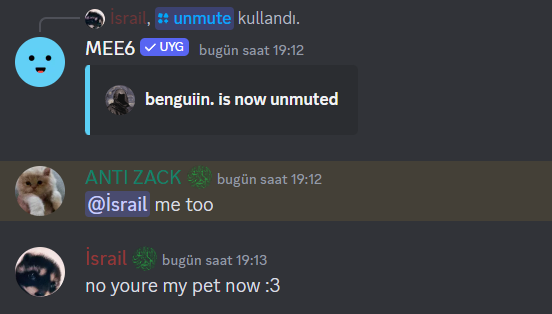 İsrail, unmute kullandı.
MEE6 ✓ UYG bugün saat 19:12
benguiin. is now unmuted
ANTI ZACK bugün saat 19:12
@İsrail me too
İsrail bugün saat 19:13
no youre my pet now :3